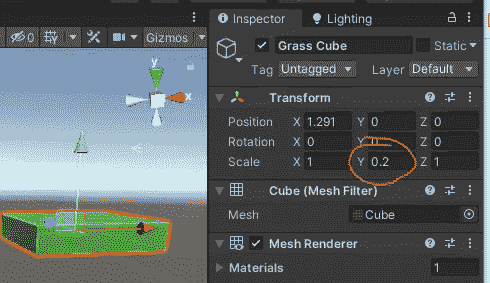 Inspector Lighting
0 Gizmos
Grass Cube Static
Tag Untagged Layer Default
y
x
Transform
Position X 1.291 Y 0 Z 0
Rotation X 0 Y 0 Z 0
Scale X 1 Y 0.2 Z 1
Cube (Mesh Filter)
Mesh Cube
Mesh Renderer
Materials 1